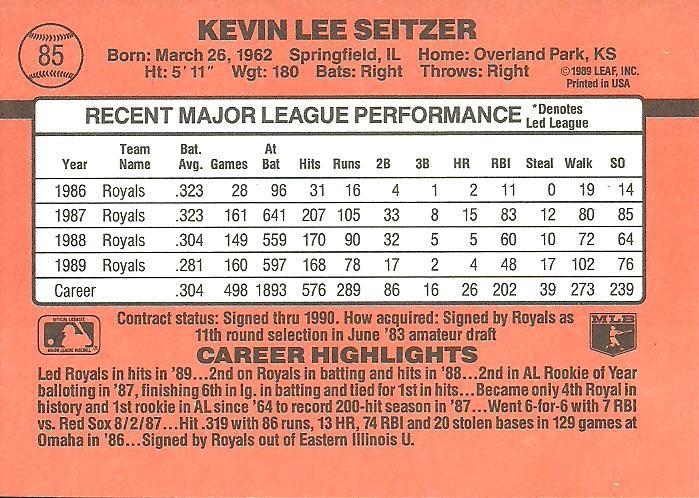 85
KEVIN LEE SEITZER
Born: March 26, 1962 Springfield, IL Home: Overland Park, KS
Ht: 5'11" Wgt: 180 Bats: Right Throws: Right
©1989 LEAF, INC.
Printed in USA
RECENT MAJOR LEAGUE PERFORMANCE *Denotes Led League
Year Team Name Bat. Avg. Games At Bat Hits Runs 2B 3B HR RBI Steal Walk SO
1986 Royals .323 28 96 31 16 4 1 2 11 0 19 14
1987 Royals .323 161 641 207 105 33 8 15 83 12 80 85
1988 Royals .304 149 559 170 90 32 5 5 60 10 72 64
1989 Royals .281 160 597 168 78 17 2 4 48 17 102 76
Career .304 498 1893 576 289 86 16 26 202 39 273 239
OFFICIAL LICENSEE
MAJOR LEAGUE BASEBALL
Contract status: Signed thru 1990. How acquired: Signed by Royals as
11th round selection in June '83 amateur draft
MLB
CAREER HIGHLIGHTS
Led Royals in hits in '89...2nd on Royals in batting and hits in '88...2nd in AL Rookie of Year
balloting in '87, finishing 6th in lg. in batting and tied for 1st in hits...Became only 4th Royal in
history and 1st rookie in AL since '64 to record 200-hit season in '87...Went 6-for-6 with 7 RBI
vs. Red Sox 8/2/87...Hit .319 with 86 runs, 13 HR, 74 RBI and 20 stolen bases in 129 games at
Omaha in '86...Signed by Royals out of Eastern Illinois U.